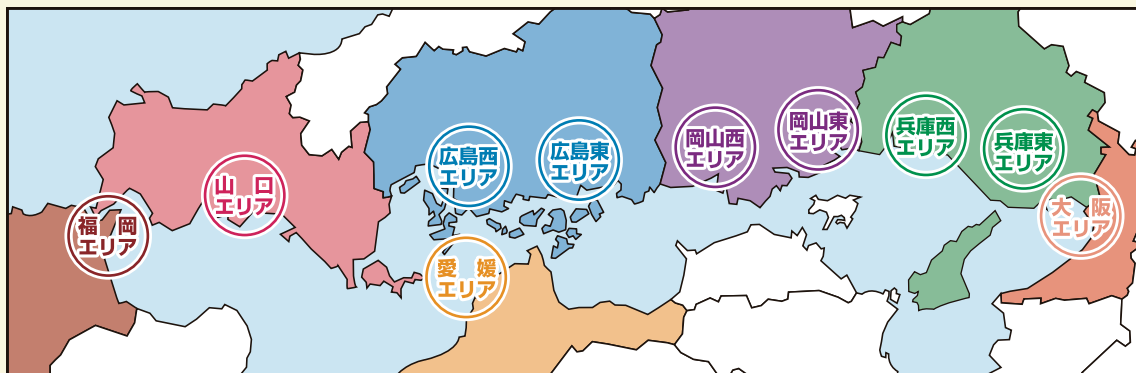 福岡
エリア
山口
エリア
広島西
エリア
広島東
エリア
愛媛
エリア
岡山西
エリア
岡山東
エリア
兵庫西
エリア
兵庫東
エリア
大阪
エリア